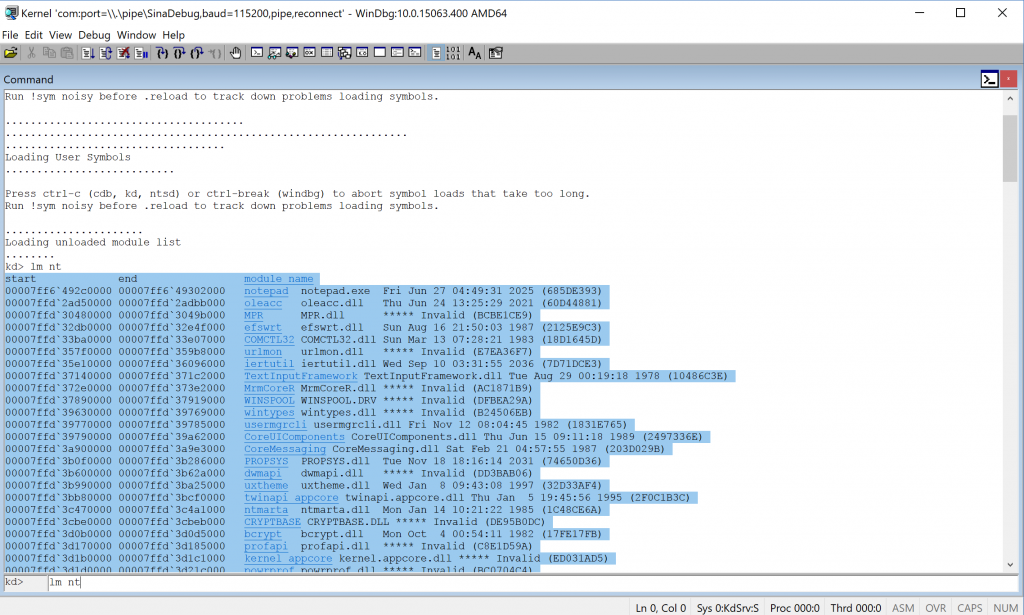 Kernel 'com:port=\\.\pipe\SinaDebug,baud=115200,pipe,reconnect' - WinDbg:10.0.15063.400 AMD64
File Edit View Debug Window Help
Command
Run !sym noisy before .reload to track down problems loading symbols.
......................................
................................................................
...................................
Loading User Symbols
...........................
Press ctrl-c (cdb, kd, ntsd) or ctrl-break (windbg) to abort symbol loads that take too long.
Run !sym noisy before .reload to track down problems loading symbols.
......................
Loading unloaded module list
........
kd> lm nt
start end module name
00007ff6`492c0000 00007ff6`49302000 notepad notepad.exe Fri Jun 27 04:49:31 2025 (685DE393)
00007ffd`2ad50000 00007ffd`2adbb000 oleacc oleacc.dll Thu Jun 24 13:25:29 2021 (60D44881)
00007ffd`30480000 00007ffd`3049b000 MPR MPR.dll ***** Invalid (BCBE1CE9)
00007ffd`32db0000 00007ffd`32e4f000 efswrt efswrt.dll Sun Aug 16 21:50:03 1987 (2125E9C3)
00007ffd`33ba0000 00007ffd`33e07000 COMCTL32 COMCTL32.dll Sun Mar 13 07:28:21 1983 (18D1645D)
00007ffd`357f0000 00007ffd`359b8000 urlmon urlmon.dll ***** Invalid (E7EA36F7)
00007ffd`35e10000 00007ffd`36096000 iertutil iertutil.dll Wed Sep 10 03:31:55 2036 (7D71DCE3)
00007ffd`37140000 00007ffd`371c2000 TextInputFramework TextInputFramework.dll Tue Aug 29 00:19:18 1978 (10486C3E)
00007ffd`372e0000 00007ffd`373e2000 MrmCoreR MrmCoreR.dll ***** Invalid (AC1871B9)
00007ffd`37890000 00007ffd`37919000 WINSPOOL WINSPOOL.DRV ***** Invalid (DFBEA29A)
00007ffd`39630000 00007ffd`39769000 wintypes wintypes.dll ***** Invalid (B24506EB)
00007ffd`39770000 00007ffd`39785000 usermgrcli usermgrcli.dll Fri Nov 12 08:04:45 1982 (1831E765)
00007ffd`39790000 00007ffd`39a62000 CoreUIComponents CoreUIComponents.dll Thu Jun 15 09:11:18 1989 (2497336E)
00007ffd`3a900000 00007ffd`3a9e3000 CoreMessaging CoreMessaging.dll Sat Feb 21 04:57:55 1987 (203D029B)
00007ffd`3b0f0000 00007ffd`3b286000 PROPSYS PROPSYS.dll Tue Nov 18 18:16:14 2031 (74650D36)
00007ffd`3b600000 00007ffd`3b62a000 dwmapi dwmapi.dll ***** Invalid (DD3BAB06)
00007ffd`3b990000 00007ffd`3ba25000 uxtheme uxtheme.dll Wed Jan 8 09:43:08 1997 (32D33AF4)
00007ffd`3bb80000 00007ffd`3bcf0000 twinapi_appcore twinapi.appcore.dll Thu Jan 5 19:45:56 1995 (2F0C1B3C)
00007ffd`3c470000 00007ffd`3c4a1000 ntmarta ntmarta.dll Mon Jan 14 10:21:22 1985 (1C48CE6A)
00007ffd`3cbe0000 00007ffd`3cbeb000 CRYPTBASE CRYPTBASE.DLL ***** Invalid (DE95B0DC)
00007ffd`3d0b0000 00007ffd`3d0d5000 bcrypt bcrypt.dll Mon Oct 4 00:54:11 1982 (17FE17FB)
00007ffd`3d170000 00007ffd`3d185000 profapi profapi.dll ***** Invalid (C8E1D59A)
00007ffd`3d1b0000 00007ffd`3d1c1000 kernel_appcore kernel.appcore.dll ***** Invalid (ED031AD5)
00007ffd`3d1d0000 00007ffd`3d21c000 powrprof powrprof.dll ***** Invalid (BC0704C4)
kd> lm nt
Ln 0, Col 0 Sys 0:KdSrv:S Proc 000:0 Thrd 000:0 ASM OVR CAPS NUM